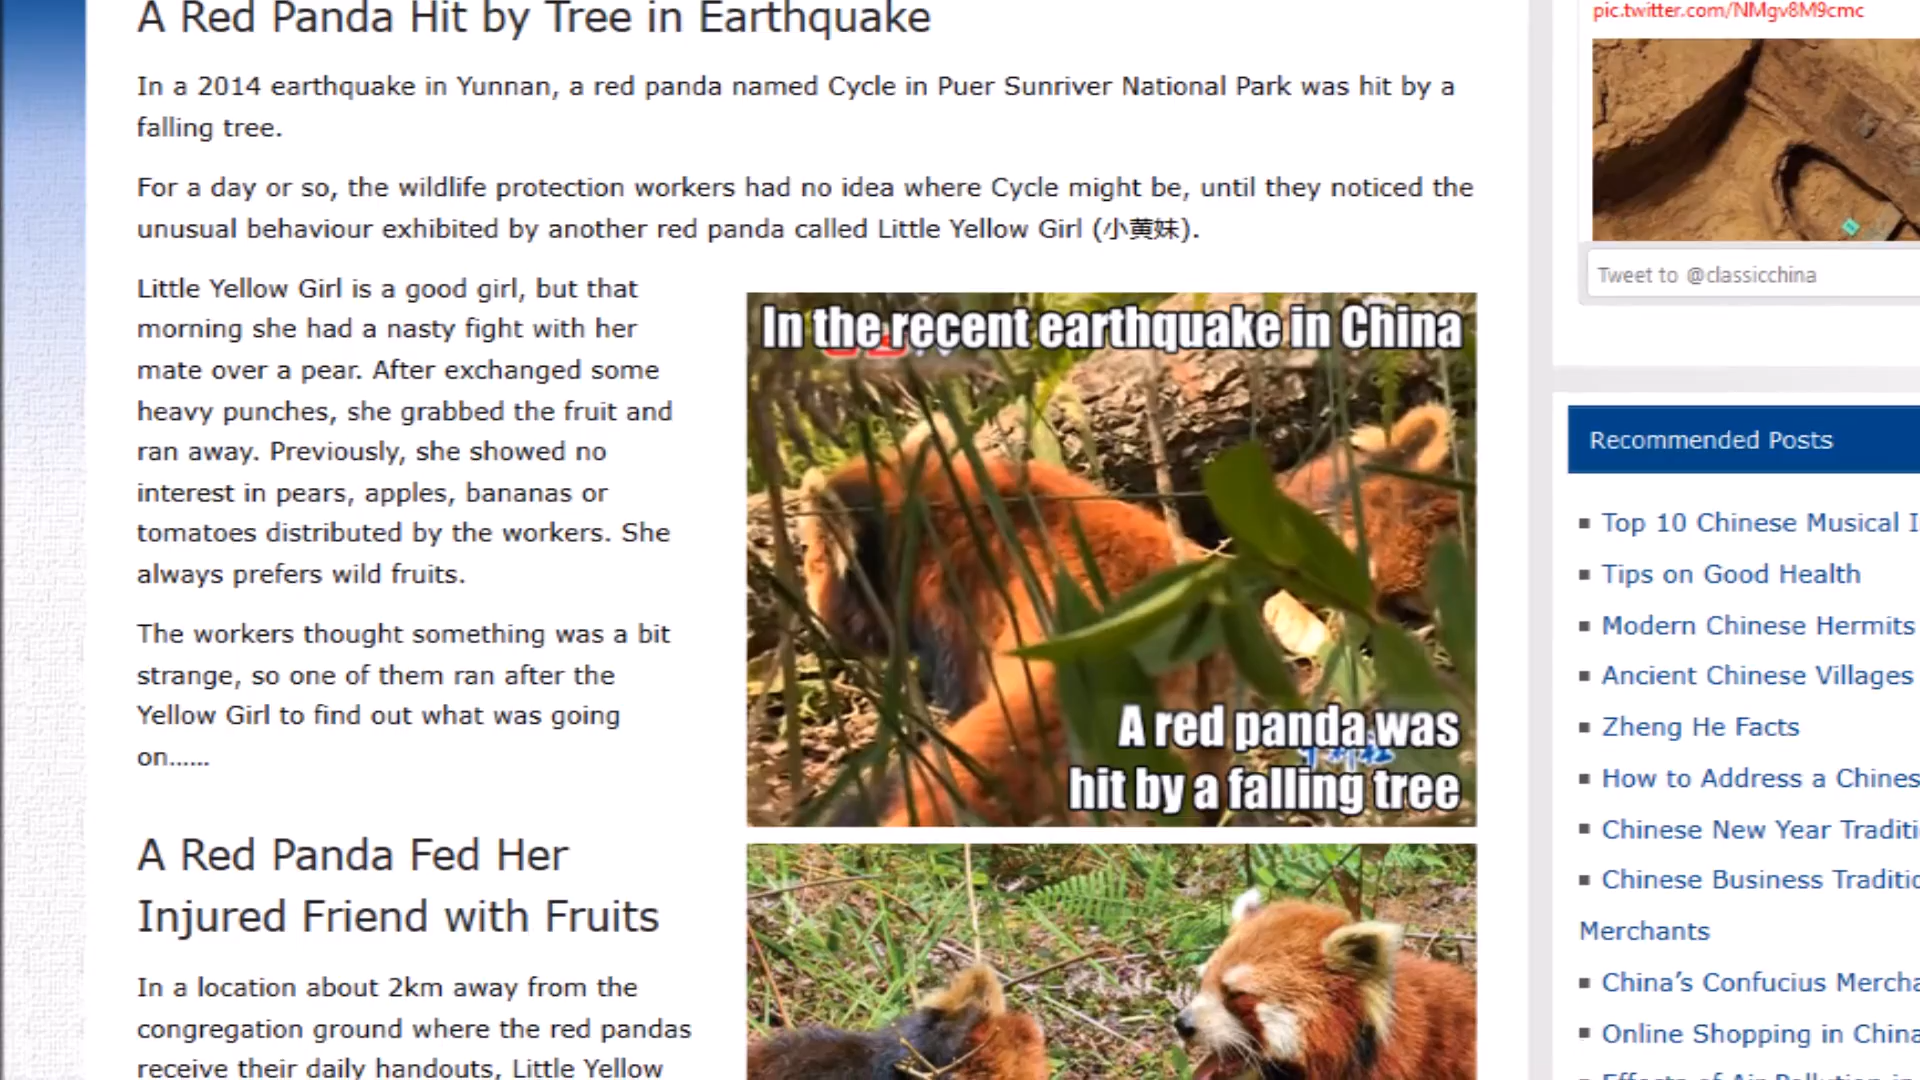 A Red Panda Hit by Tree in Earthquake
In a 2014 earthquake in Yunnan, a red panda named Cycle in Puer Sunriver National Park was hit by a
falling tree.
For a day or so, the wildlife protection workers had no idea where Cycle might be, until they noticed the
unusual behaviour exhibited by another red panda called Little Yellow Girl (小黄妹).
Little Yellow Girl is a good girl, but that
morning she had a nasty fight with her
mate over a pear. After exchanged some
heavy punches, she grabbed the fruit and
ran away. Previously, she showed no
interest in pears, apples, bananas or
tomatoes distributed by the workers. She
always prefers wild fruits.
The workers thought something was a bit
strange, so one of them ran after the
Yellow Girl to find out what was going
on......
In the recent earthquake in China
A red panda was
hit by a falling tree
A Red Panda Fed Her
Injured Friend with Fruits
In a location about 2km away from the
congregation ground where the red pandas
receive their daily handouts, Little Yellow
pic.twitter.com/NMgv8M9cmc
Tweet to @classicchina
Recommended Posts
Top 10 Chinese Musical I
Tips on Good Health
Modern Chinese Hermits
Ancient Chinese Villages
Zheng He Facts
How to Address a Chines
Chinese New Year Traditi
Chinese Business Traditio
Merchants
China’s Confucius Mercha
Online Shopping in China
Effects of Air Pollution in